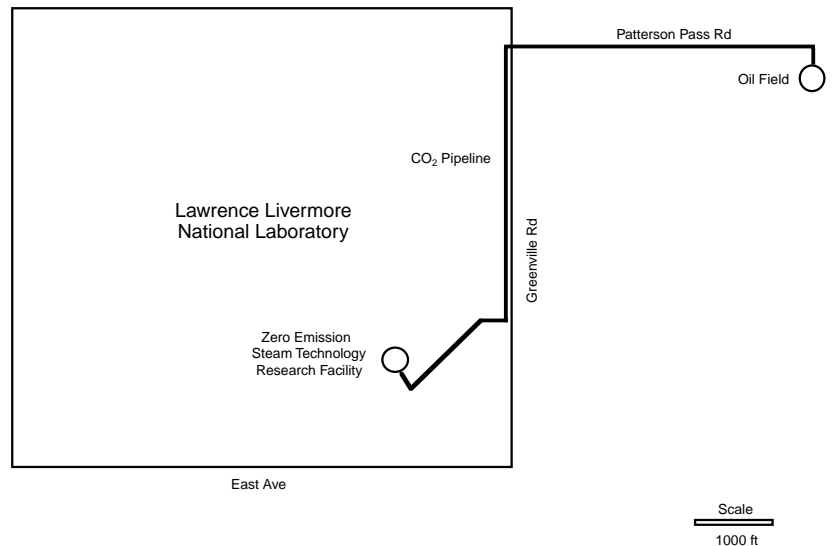 Patterson Pass Rd
Oil Field
CO₂ Pipeline
Lawrence Livermore
National Laboratory
Greenville Rd
Zero Emission
Steam Technology
Research Facility
East Ave
Scale
1000 ft